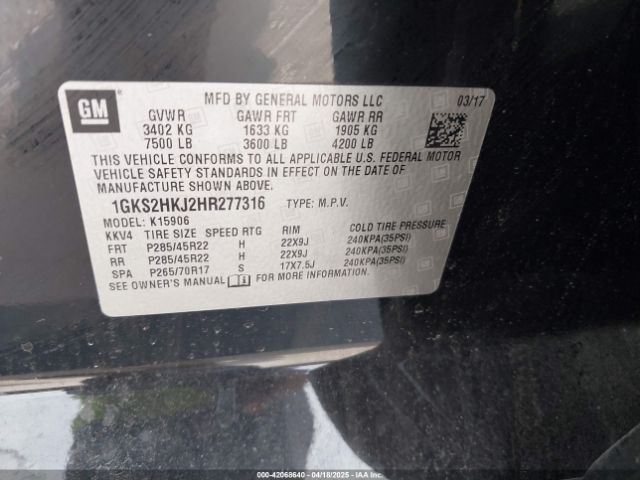 GM
MFD BY GENERAL MOTORS LLC 03/17
GVWR GAWR FRT GAWR RR
3402 KG 1633 KG 1905 KG
7500 LB 3600 LB 4200 LB
THIS VEHICLE CONFORMS TO ALL APPLICABLE U.S. FEDERAL MOTOR
VEHICLE SAFETY STANDARDS IN EFFECT ON THE DATE OF
MANUFACTURE SHOWN ABOVE.
1GKS2HKJ2HR277316 TYPE: M.P.V.
MODEL: K15906
KKV4 TIRE SIZE SPEED RTG RIM COLD TIRE PRESSURE
FRT P285/45R22 H 22X9J 240KPA(35PSI)
RR P285/45R22 H 22X9J 240KPA(35PSI)
SPA P265/70R17 S 17X7.5J 240KPA(35PSI)
SEE OWNER'S MANUAL FOR MORE INFORMATION.
000-42068640 - 04/18/2025 - IAA Inc.